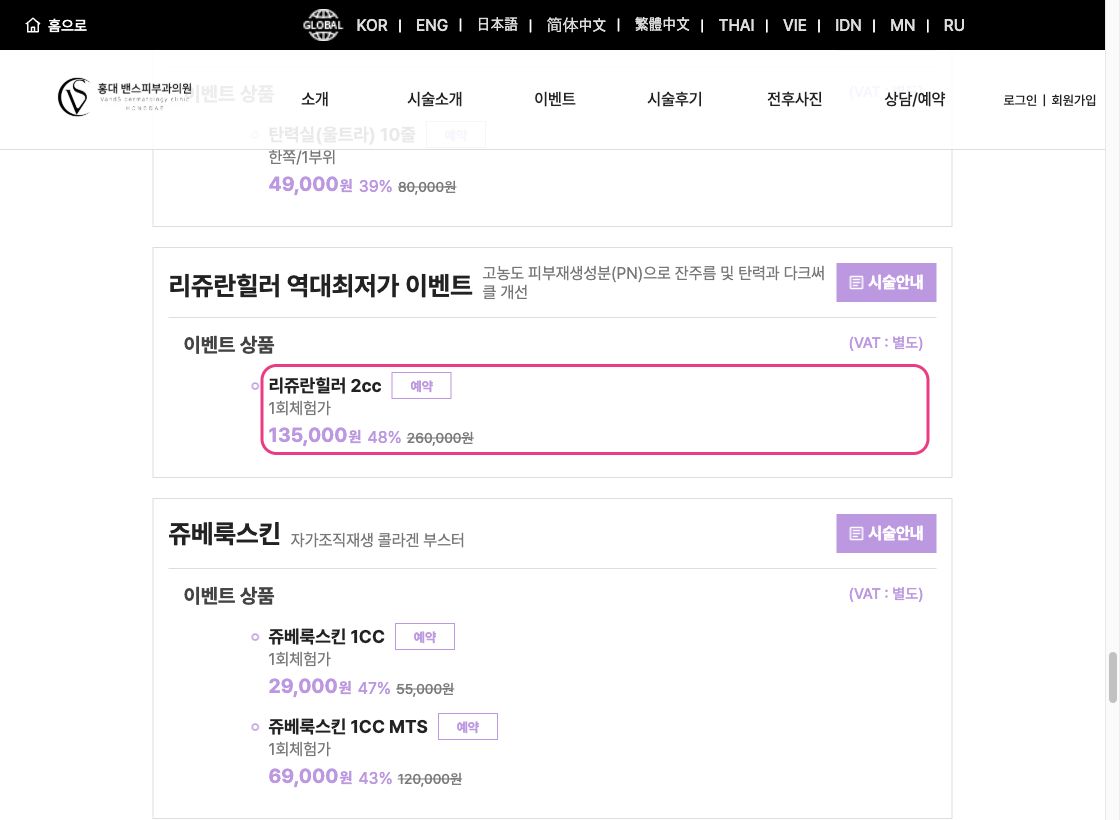 홈으로
GLOBAL KOR | ENG | 日本語 | 简体中文 | 繁體中文 | THAI | VIE | IDN | MN | RU
홍대 밴스피부과의원
VandS dermatology clinic
HONGDAE
소개 시술소개 이벤트 시술후기 전후사진 상담/예약 로그인 | 회원가입
이벤트 상품 (VAT : 별도)
탄력실(울트라) 10줄 예약
한쪽/1부위
49,000원 39% 80,000원
리쥬란힐러 역대최저가 이벤트 고농도 피부재생성분(PN)으로 잔주름 및 탄력과 다크써
클 개선
시술안내
이벤트 상품 (VAT : 별도)
리쥬란힐러 2cc 예약
1회체험가
135,000원 48% 260,000원
쥬베룩스킨 자가조직재생 콜라겐 부스터 시술안내
이벤트 상품 (VAT : 별도)
쥬베룩스킨 1CC 예약
1회체험가
29,000원 47% 55,000원
쥬베룩스킨 1CC MTS 예약
1회체험가
69,000원 43% 120,000원